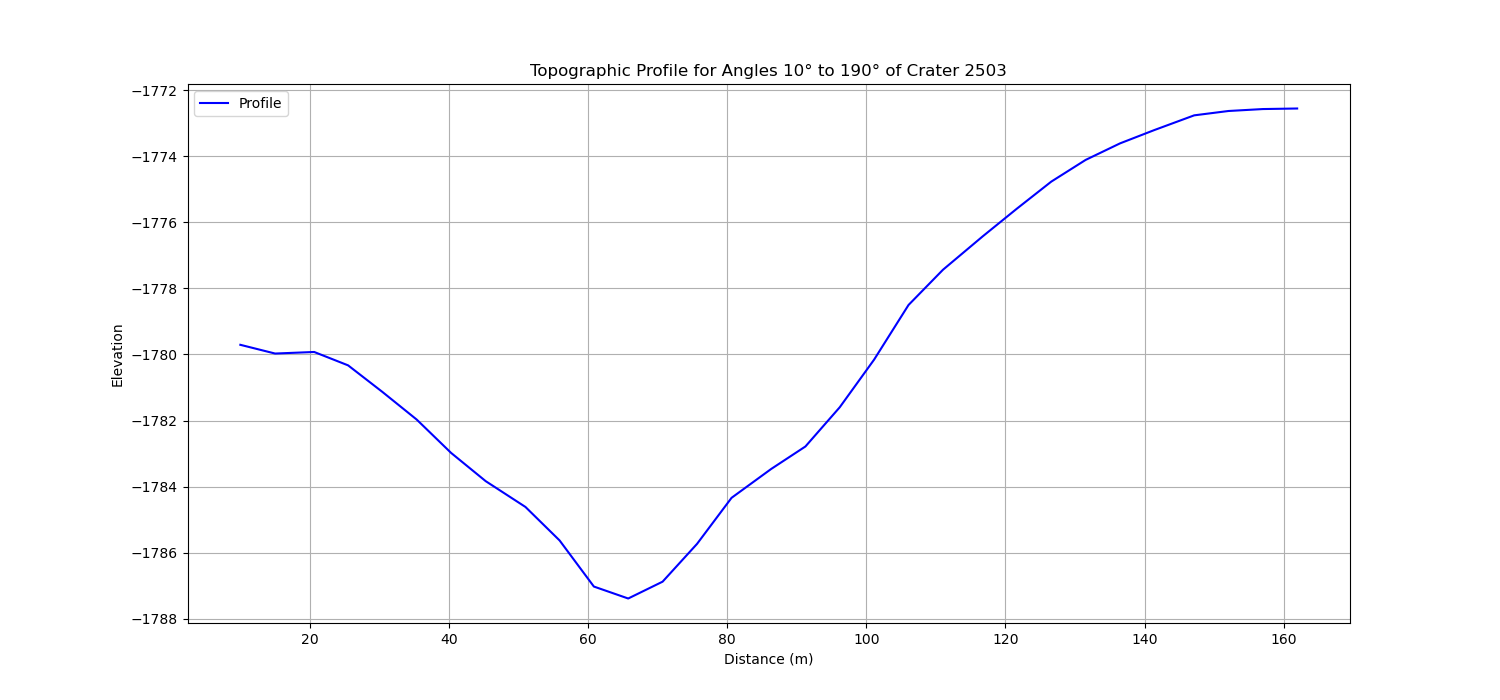 Topographic Profile for Angles 10° to 190° of Crater 2503
Profile
−1772
−1774
−1776
−1778
−1780
−1782
−1784
−1786
−1788
Elevation
20 40 60 80 100 120 140 160
Distance (m)